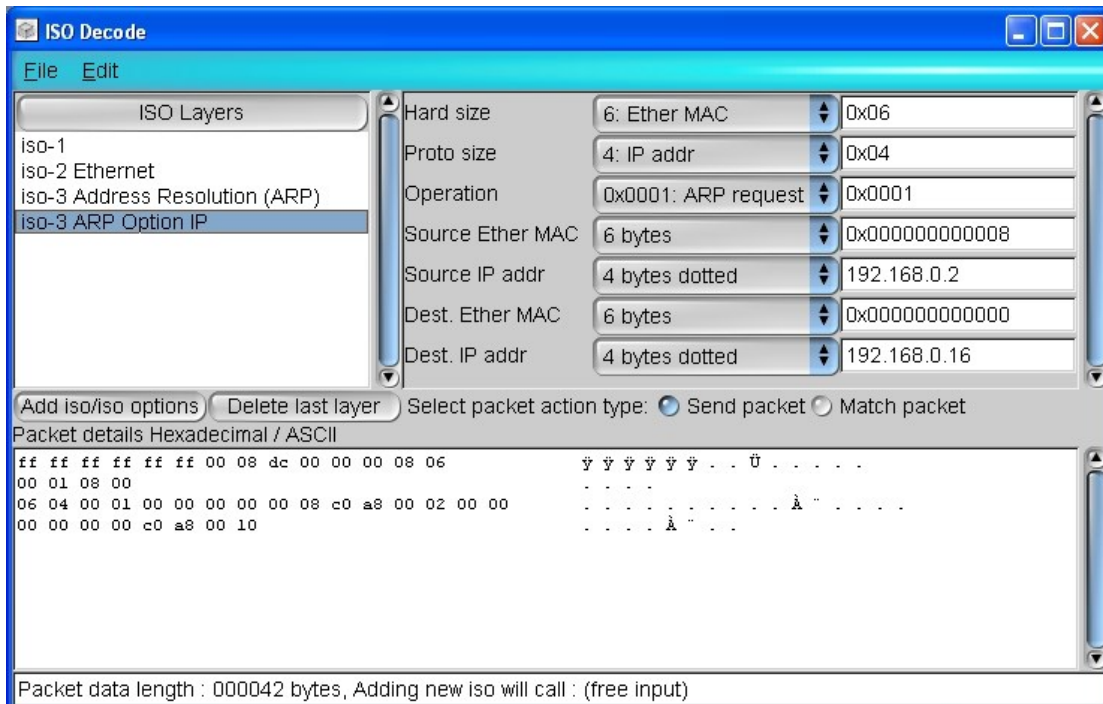 ISO Decode
File Edit
ISO Layers
iso-1
iso-2 Ethernet
iso-3 Address Resolution (ARP)
iso-3 ARP Option IP
Hard size 6: Ether MAC 0x06
Proto size 4: IP addr 0x04
Operation 0x0001: ARP request 0x0001
Source Ether MAC 6 bytes 0x000000000008
Source IP addr 4 bytes dotted 192.168.0.2
Dest. Ether MAC 6 bytes 0x000000000000
Dest. IP addr 4 bytes dotted 192.168.0.16
Add iso/iso options Delete last layer Select packet action type: Send packet Match packet
Packet details Hexadecimal / ASCII
ff ff ff ff ff ff 00 08 dc 00 00 00 08 06 ÿ ÿ ÿ ÿ ÿ ÿ . . Ü . . . . .
00 01 08 00 . . . .
06 04 00 01 00 00 00 00 00 08 c0 a8 00 02 00 00 . . . . . . . . . . À ¨ . . . .
00 00 00 00 c0 a8 00 10 . . . . À ¨ . .
Packet data length : 000042 bytes, Adding new iso will call : (free input)